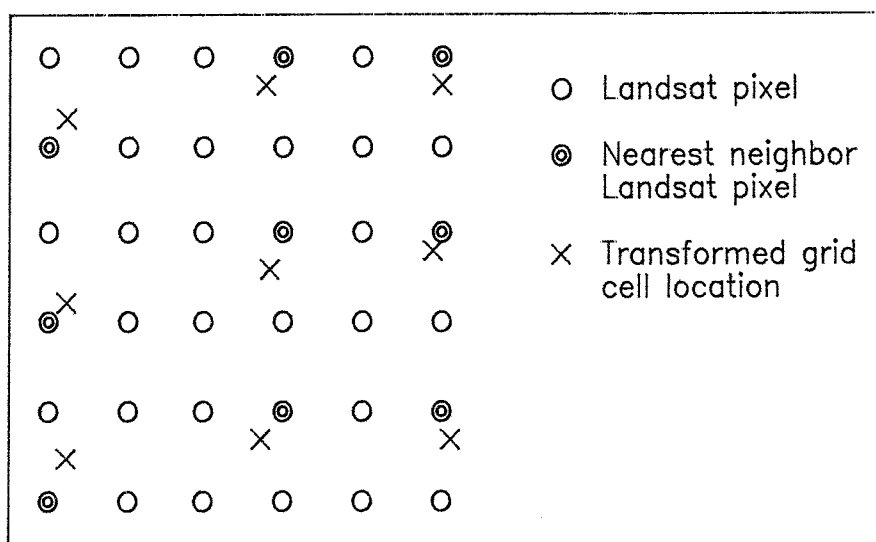 Landsat pixel
Nearest neighbor
Landsat pixel
Transformed grid
cell location